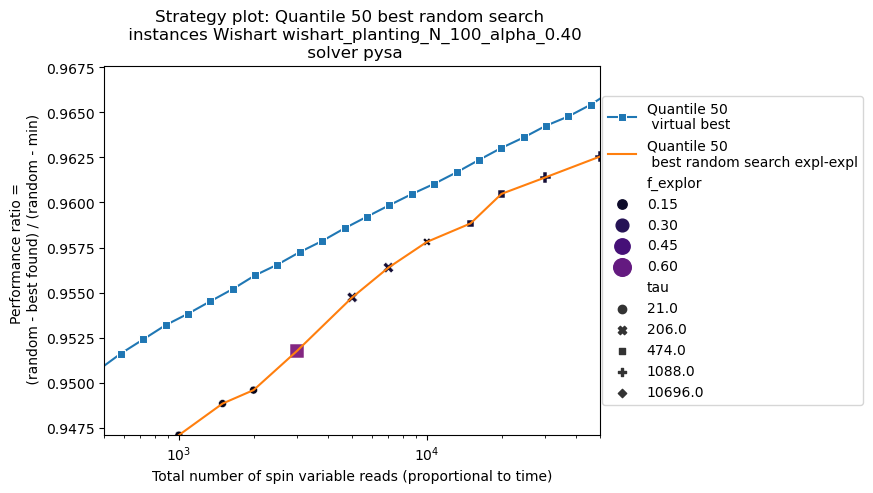 Strategy plot: Quantile 50 best random search
instances Wishart wishart_planting_N_100_alpha_0.40
solver pysa
Performance ratio =
(random - best found) / (random - min)
0.9675
0.9650
0.9625
0.9600
0.9575
0.9550
0.9525
0.9500
0.9475
10^3
10^4
Total number of spin variable reads (proportional to time)
Quantile 50
virtual best
Quantile 50
best random search expl-expl
f_explor
0.15
0.30
0.45
0.60
tau
21.0
206.0
474.0
1088.0
10696.0